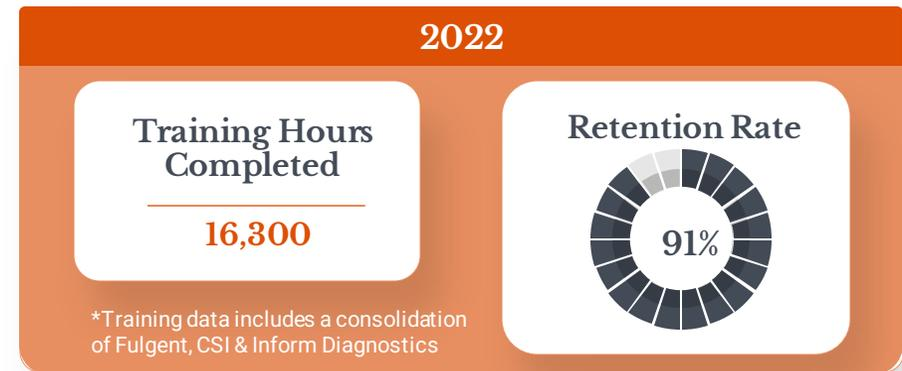 2022
Training Hours
Completed
16,300
*Training data includes a consolidation
of Fulgent, CSI & Inform Diagnostics
Retention Rate
91%